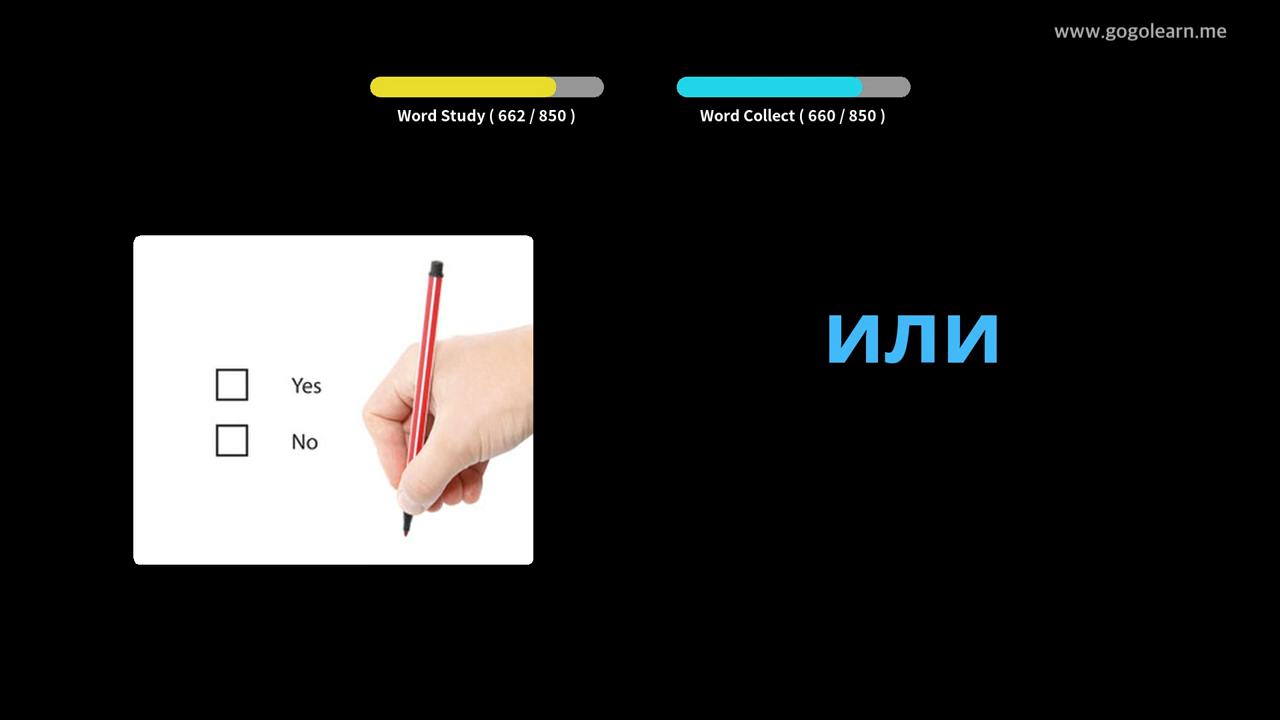 www.gogolearn.me
Word Study ( 662 / 850 )
Word Collect ( 660 / 850 )
Yes
No
или